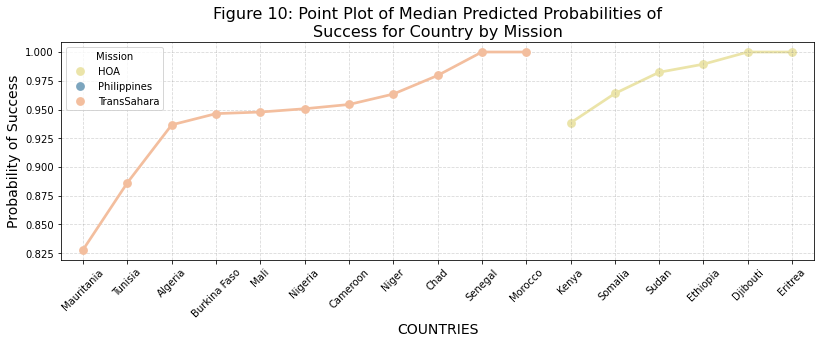 Figure 10: Point Plot of Median Predicted Probabilities of
Success for Country by Mission
Mission
HOA
Philippines
TransSahara
Probability of Success
1.000
0.975
0.950
0.925
0.900
0.875
0.850
0.825
Mauritania
Tunisia
Algeria
Burkina Faso
Mali
Nigeria
Cameroon
Niger
Chad
Senegal
Morocco
Kenya
Somalia
Sudan
Ethiopia
Djibouti
Eritrea
COUNTRIES